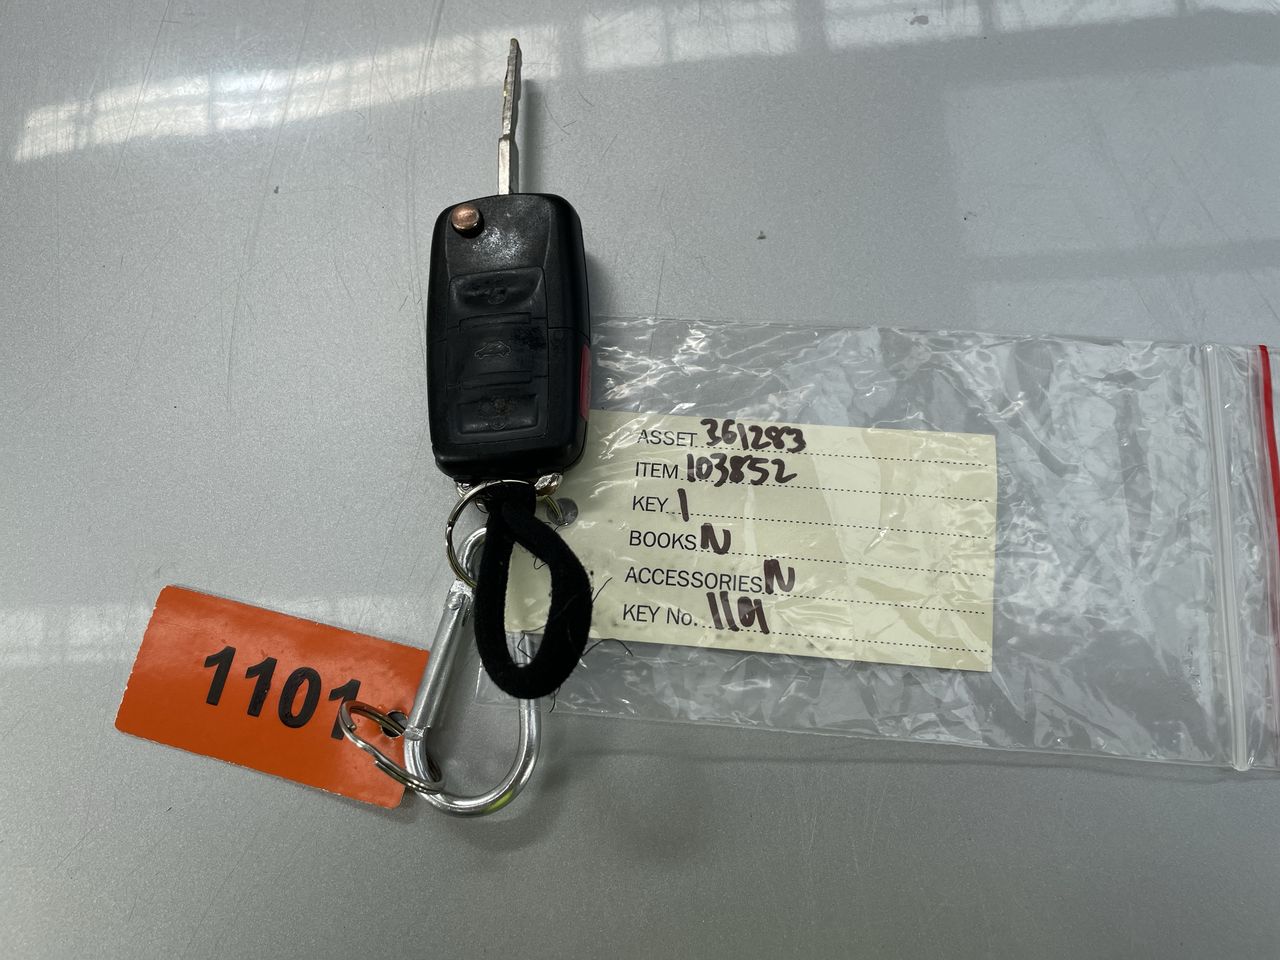 ASSET 361283
ITEM 103852
KEY 1
BOOKS N
ACCESSORIES N
KEY No. 1101
1101